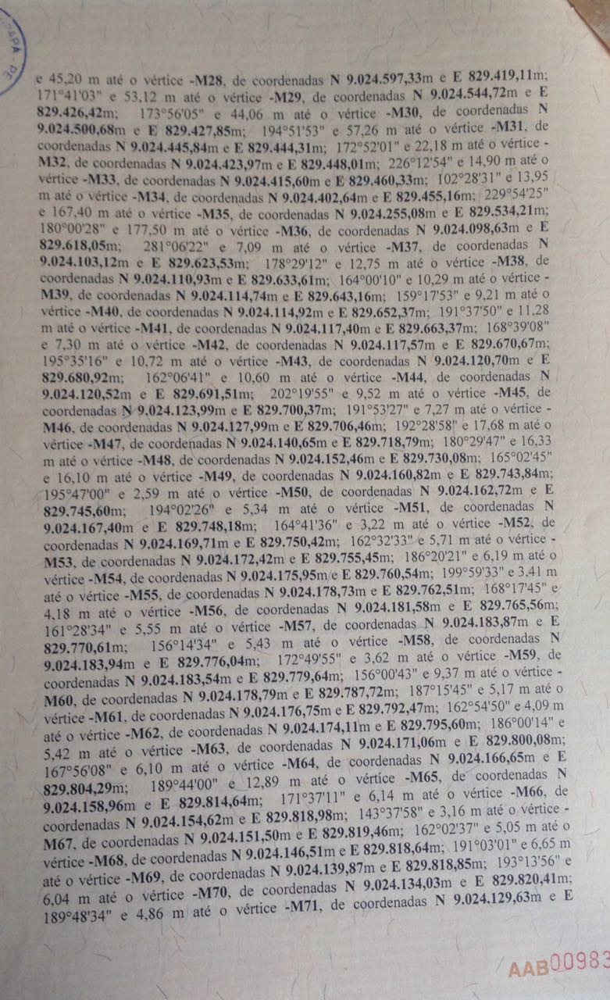 PAPÁ - PE
e 45,20 m até o vértice -M28, de coordenadas N 9.024.597,33m e E 829.419,11m;
171°41'03" e 53,12 m até o vértice -M29, de coordenadas N 9.024.544,72m e E
829.426,42m; 173°56'05" e 44,06 m até o vértice -M30, de coordenadas N
9.024.500,68m e E 829.427,85m; 194°51'53" e 57,26 m até o vértice -M31, de
coordenadas N 9.024.445,84m e E 829.444,31m; 172°52'01" e 22,18 m até o vértice -
M32, de coordenadas N 9.024.423,97m e E 829.448,01m; 226°12'54" e 14,90 m até o
vértice -M33, de coordenadas N 9.024.415,60m e E 829.460,33m; 102°28'31" e 13,95
m até o vértice -M34, de coordenadas N 9.024.402,64m e E 829.455,16m; 229°54'25"
e 167,40 m até o vértice -M35, de coordenadas N 9.024.255,08m e E 829.534,21m;
180°00'28" e 177,50 m até o vértice -M36, de coordenadas N 9.024.098,63m e E
829.618,05m; 281°06'22" e 7,09 m até o vértice -M37, de coordenadas N
9.024.103,12m e E 829.623,53m; 178°29'12" e 12,75 m até o vértice -M38, de
coordenadas N 9.024.110,93m e E 829.633,61m; 164°00'10" e 10,29 m até o vértice -
M39, de coordenadas N 9.024.114,74m e E 829.643,16m; 159°17'53" e 9,21 m até o
vértice -M40, de coordenadas N 9.024.114,92m e E 829.652,37m; 191°37'50" e 11,28
m até o vértice -M41, de coordenadas N 9.024.117,40m e E 829.663,37m; 168°39'08"
e 7,30 m até o vértice -M42, de coordenadas N 9.024.117,57m e E 829.670,67m;
195°35'16" e 10,72 m até o vértice -M43, de coordenadas N 9.024.120,70m e E
829.680,92m; 162°06'41" e 10,60 m até o vértice -M44, de coordenadas N
9.024.120,52m e E 829.691,51m; 202°19'55" e 9,52 m até o vértice -M45, de
coordenadas N 9.024.123,99m e E 829.700,37m; 191°53'27" e 7,27 m até o vértice -
M46, de coordenadas N 9.024.127,99m e E 829.706,46m; 192°28'58" e 17,68 m até o
vértice -M47, de coordenadas N 9.024.140,65m e E 829.718,79m; 180°29'47" e 16,33
m até o vértice -M48, de coordenadas N 9.024.152,46m e E 829.730,08m; 165°02'45"
e 16,10 m até o vértice -M49, de coordenadas N 9.024.160,82m e E 829.743,84m;
195°47'00" e 2,59 m até o vértice -M50, de coordenadas N 9.024.162,72m e E
829.745,60m; 194°02'26" e 5,34 m até o vértice -M51, de coordenadas N
9.024.167,40m e E 829.748,18m; 164°41'36" e 3,22 m até o vértice -M52, de
coordenadas N 9.024.169,71m e E 829.750,42m; 162°32'33" e 5,71 m até o vértice -
M53, de coordenadas N 9.024.172,42m e E 829.755,45m; 186°20'21" e 6,19 m até o
vértice -M54, de coordenadas N 9.024.175,95m e E 829.760,54m; 199°59'33" e 3,41 m
até o vértice -M55, de coordenadas N 9.024.178,73m e E 829.762,51m; 168°17'45" e
4,18 m até o vértice -M56, de coordenadas N 9.024.181,58m e E 829.765,56m;
161°28'34" e 5,55 m até o vértice -M57, de coordenadas N 9.024.183,87m e E
829.770,61m; 156°14'34" e 5,43 m até o vértice -M58, de coordenadas N
9.024.183,94m e E 829.776,04m; 172°49'55" e 3,62 m até o vértice -M59, de
coordenadas N 9.024.183,54m e E 829.779,64m; 156°00'43" e 9,37 m até o vértice -
M60, de coordenadas N 9.024.178,79m e E 829.787,72m; 187°15'45" e 5,17 m até o
vértice -M61, de coordenadas N 9.024.176,75m e E 829.792,47m; 162°54'50" e 4,09 m
até o vértice -M62, de coordenadas N 9.024.174,11m e E 829.795,60m; 186°00'14" e
5,42 m até o vértice -M63, de coordenadas N 9.024.171,06m e E 829.800,08m;
167°56'08" e 6,10 m até o vértice -M64, de coordenadas N 9.024.166,65m e E
829.804,29m; 189°44'00" e 12,89 m até o vértice -M65, de coordenadas N
9.024.158,96m e E 829.814,64m; 171°37'11" e 6,14 m até o vértice -M66, de
coordenadas N 9.024.154,62m e E 829.818,98m; 143°37'58" e 3,16 m até o vértice -
M67, de coordenadas N 9.024.151,50m e E 829.819,46m; 162°02'37" e 5,05 m até o
vértice -M68, de coordenadas N 9.024.146,51m e E 829.818,64m; 191°03'01" e 6,65 m
até o vértice -M69, de coordenadas N 9.024.139,87m e E 829.818,85m; 193°13'56" e
6,04 m até o vértice -M70, de coordenadas N 9.024.134,03m e E 829.820,41m;
189°48'34" e 4,86 m até o vértice -M71, de coordenadas N 9.024.129,63m e E
AAB00983